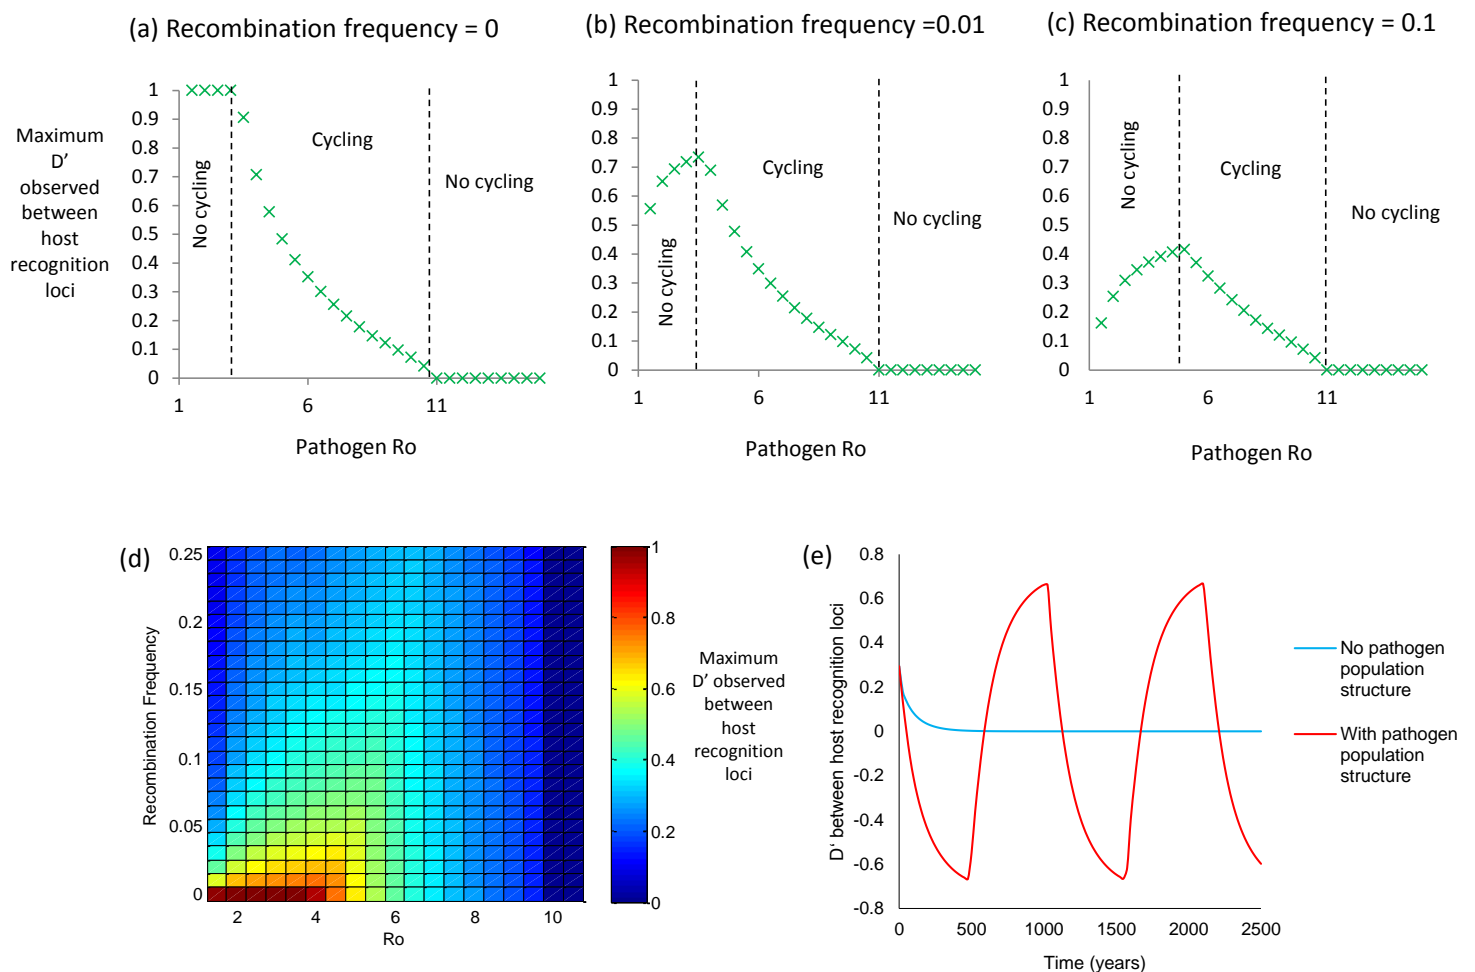 (a) Recombination frequency = 0
Maximum
D’
observed
between
host
recognition
loci
1
0.9
0.8
0.7
0.6
0.5
0.4
0.3
0.2
0.1
0
No cycling
Cycling
No cycling
1
6
11
Pathogen Ro
(b) Recombination frequency =0.01
1
0.9
0.8
0.7
0.6
0.5
0.4
0.3
0.2
0.1
0
No cycling
Cycling
No cycling
1
6
11
Pathogen Ro
(c) Recombination frequency = 0.1
1
0.9
0.8
0.7
0.6
0.5
0.4
0.3
0.2
0.1
0
No cycling
Cycling
No cycling
1
6
11
Pathogen Ro
(d)
Recombination Frequency
0.25
0.2
0.15
0.1
0.05
0
2
4
6
8
10
Ro
1
0.8
0.6
0.4
0.2
0
Maximum
D’ observed
between
host
recognition
loci
(e)
D‘ between host recognition loci
0.8
0.6
0.4
0.2
0
-0.2
-0.4
-0.6
-0.8
0
500
1000
1500
2000
2500
Time (years)
No pathogen
population
structure
With pathogen
population
structure